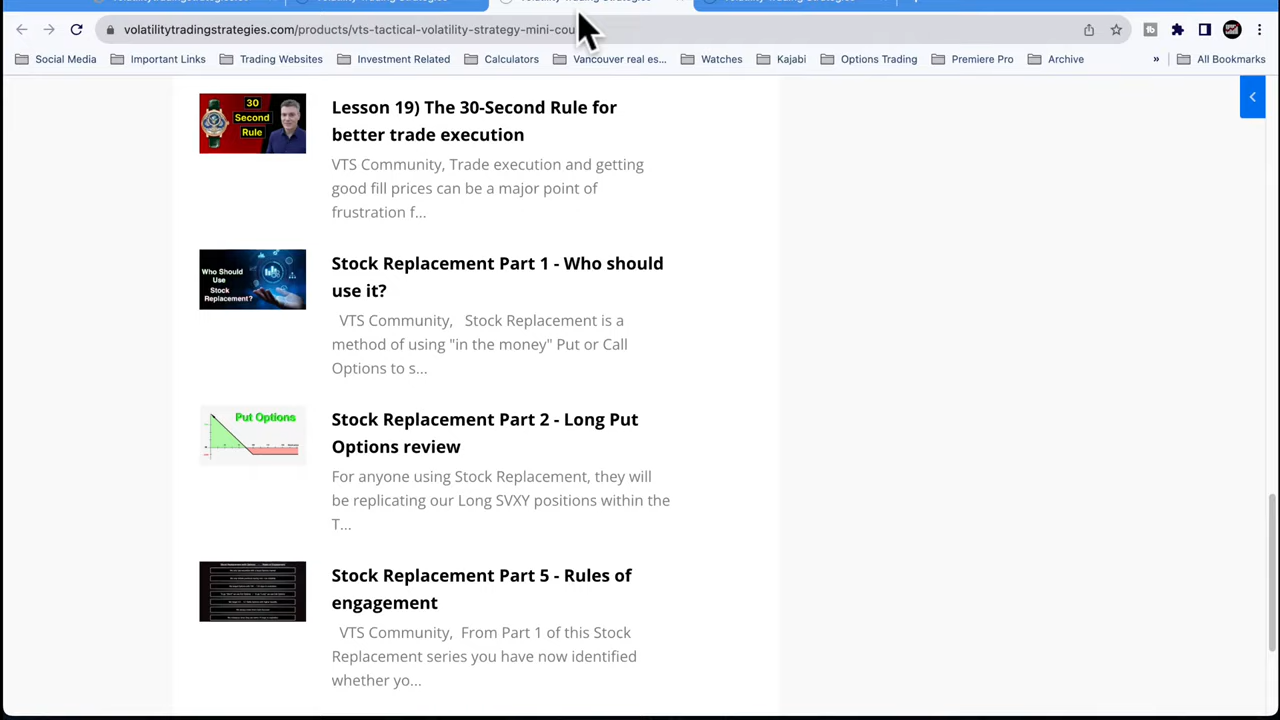 volatilitytradingstrategies.com/products/vts-tactical-volatility-strategy-mini-cou
Social Media
Important Links
Trading Websites
Investment Related
Calculators
Vancouver real es...
Watches
Kajabi
Options Trading
Premiere Pro
Archive
»
All Bookmarks
30
Second
Rule
Lesson 19) The 30-Second Rule for
better trade execution
VTS Community, Trade execution and getting
good fill prices can be a major point of
frustration f...
Who Should
Use
Stock
Replacement?
Stock Replacement Part 1 - Who should
use it?
VTS Community, Stock Replacement is a
method of using "in the money" Put or Call
Options to s...
Put Options
Stock Replacement Part 2 - Long Put
Options review
For anyone using Stock Replacement, they will
be replicating our Long SVXY positions within the
T...
Stock Replacement Part 5 - Rules of
engagement
VTS Community, From Part 1 of this Stock
Replacement series you have now identified
whether yo...